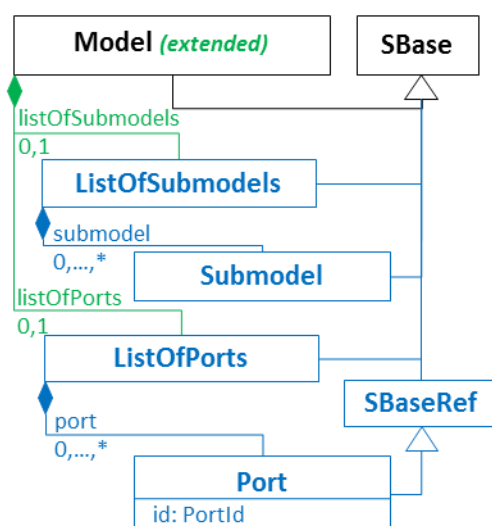 Model (extended)
SBase
listOfSubmodels
0,1
ListOfSubmodels
submodel
0,...,*
Submodel
listOfPorts
0,1
ListOfPorts
SBaseRef
port
0,...,*
Port
id: PortId